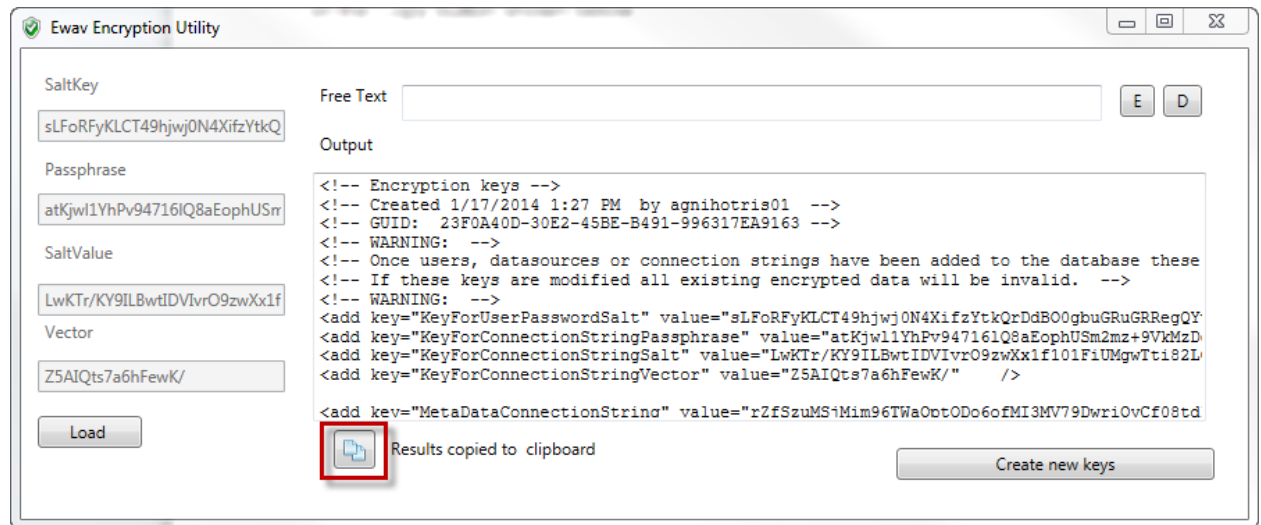 Ewav Encryption Utility
SaltKey
sLFoRFyKLCT49hjwj0N4XifzYtkQ
Passphrase
atKjwl1YhPv94716lQ8aEophUSm
SaltValue
LwKTr/KY9ILBwtIDVIvrO9zwXx1f
Vector
Z5AIQts7a6hFewK/
Load
Free Text
E D
Output
<!-- Encryption keys -->
<!-- Created 1/17/2014 1:27 PM  by agnihotris01  -->
<!-- GUID:  23F0A40D-30E2-45BE-B491-996317EA9163 -->
<!-- WARNING:  -->
<!-- Once users, datasources or connection strings have been added to the database these
<!-- If these keys are modified all existing encrypted data will be invalid.  -->
<!-- WARNING:  -->
<add key="KeyForUserPasswordSalt" value="sLFoRFyKLCT49hjwj0N4XifzYtkQrDdBO0gbuGRuGRRegQY
<add key="KeyForConnectionStringPassphrase" value="atKjwl1YhPv94716lQ8aEophUSm2mz+9VkMzD
<add key="KeyForConnectionStringSalt" value="LwKTr/KY9ILBwtIDVIvrO9zwXx1f101FiUMgwTti82L
<add key="KeyForConnectionStringVector" value="Z5AIQts7a6hFewK/"    />
<add key="MetaDataConnectionString" value="rZfSzuMSjMim96TWaOptODo6ofMI3MV79DwriOvCf08td
Results copied to  clipboard
Create new keys